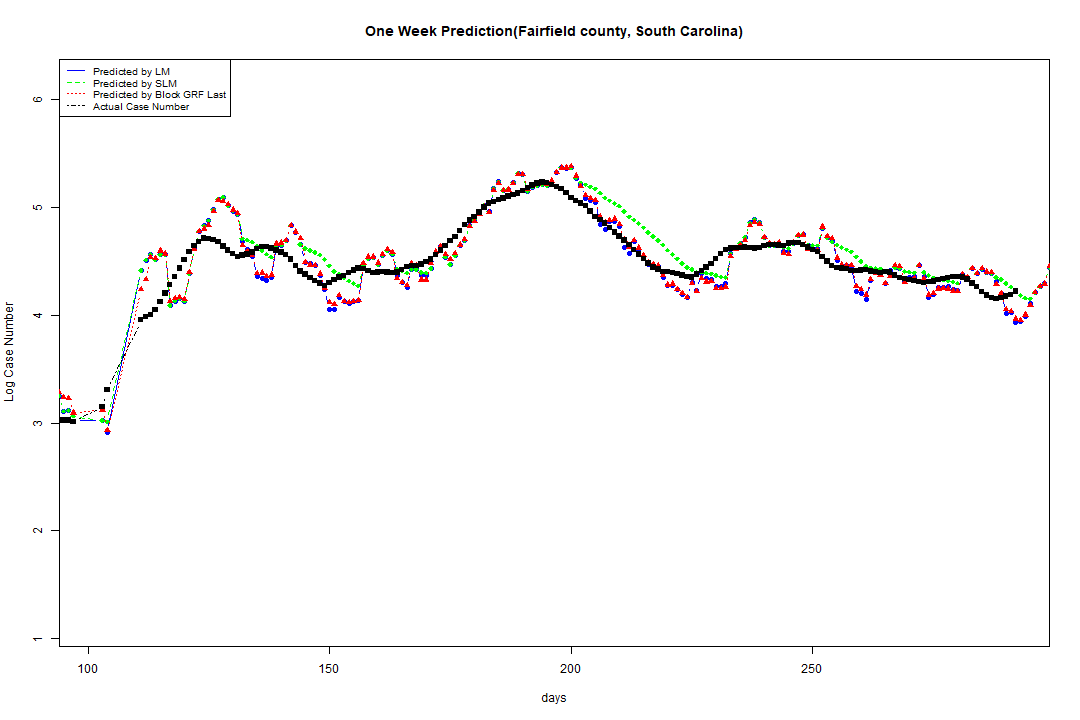 One Week Prediction(Fairfield county, South Carolina)
Predicted by LM
Predicted by SLM
Predicted by Block GRF Last
Actual Case Number
6
5
4
3
2
1
Log Case Number
100 150 200 250
days